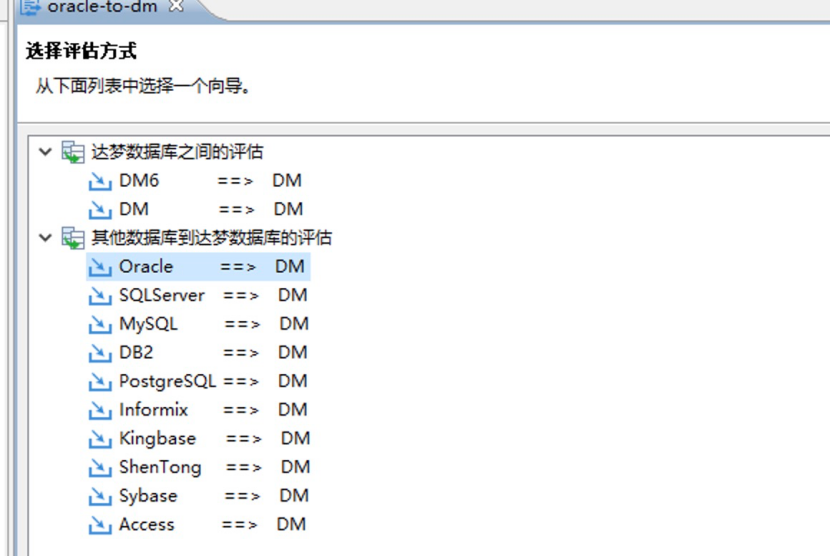 oracle-to-dm
选择评估方式
从下面列表中选择一个向导。
达梦数据库之间的评估
DM6 ==> DM
DM ==> DM
其他数据库到达梦数据库的评估
Oracle ==> DM
SQLServer ==> DM
MySQL ==> DM
DB2 ==> DM
PostgreSQL ==> DM
Informix ==> DM
Kingbase ==> DM
ShenTong ==> DM
Sybase ==> DM
Access ==> DM